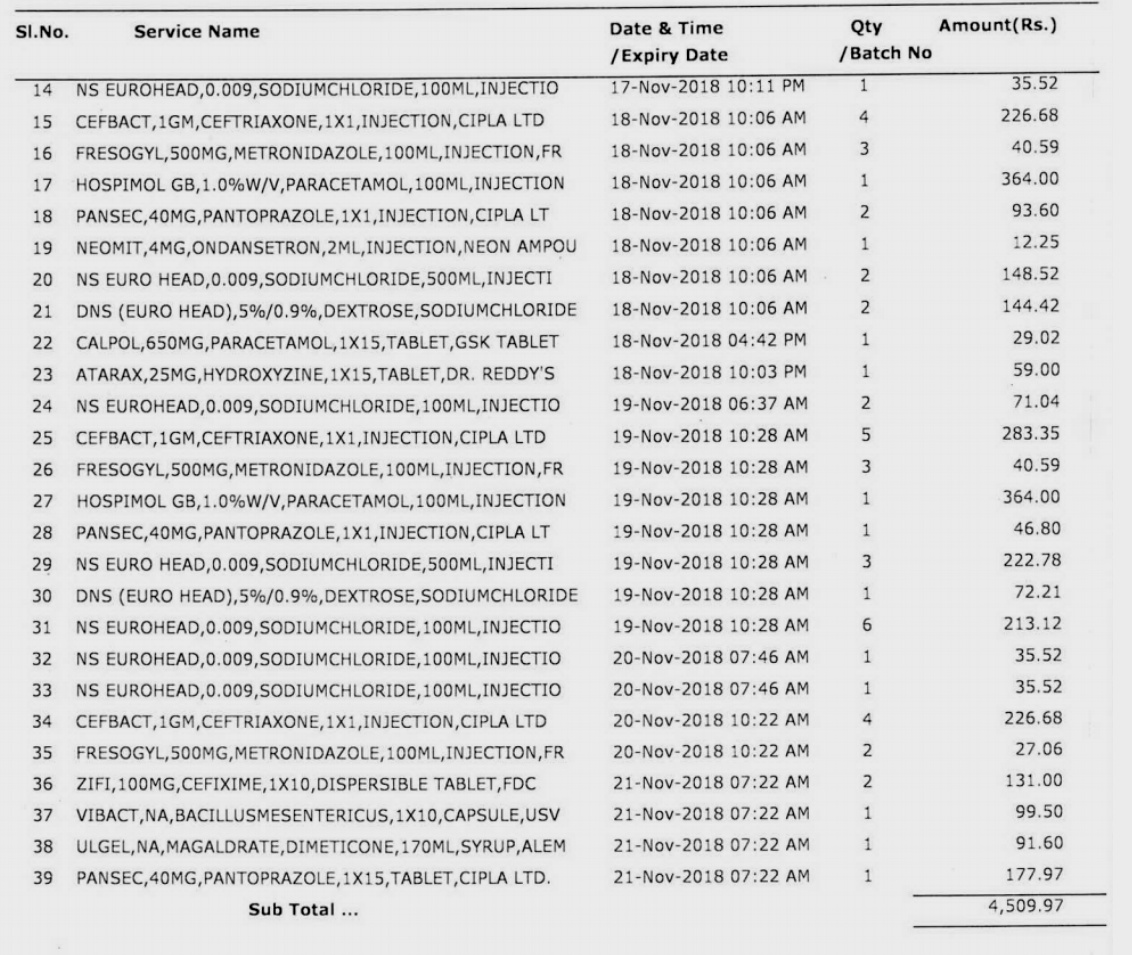 Sl.No. Service Name Date & Time Qty Amount(Rs.)
/Expiry Date /Batch No
14 NS EUROHEAD,0.009,SODIUMCHLORIDE,100ML,INJECTIO 17-Nov-2018 10:11 PM 1 35.52
15 CEFBACT,1GM,CEFTRIAXONE,1X1,INJECTION,CIPLA LTD 18-Nov-2018 10:06 AM 4 226.68
16 FRESOGYL,500MG,METRONIDAZOLE,100ML,INJECTION,FR 18-Nov-2018 10:06 AM 3 40.59
17 HOSPIMOL GB,1.0%W/V,PARACETAMOL,100ML,INJECTION 18-Nov-2018 10:06 AM 1 364.00
18 PANSEC,40MG,PANTOPRAZOLE,1X1,INJECTION,CIPLA LT 18-Nov-2018 10:06 AM 2 93.60
19 NEOMIT,4MG,ONDANSETRON,2ML,INJECTION,NEON AMPOU 18-Nov-2018 10:06 AM 1 12.25
20 NS EURO HEAD,0.009,SODIUMCHLORIDE,500ML,INJECTI 18-Nov-2018 10:06 AM 2 148.52
21 DNS (EURO HEAD),5%/0.9%,DEXTROSE,SODIUMCHLORIDE 18-Nov-2018 10:06 AM 2 144.42
22 CALPOL,650MG,PARACETAMOL,1X15,TABLET,GSK TABLET 18-Nov-2018 04:42 PM 1 29.02
23 ATARAX,25MG,HYDROXYZINE,1X15,TABLET,DR. REDDY'S 18-Nov-2018 10:03 PM 1 59.00
24 NS EUROHEAD,0.009,SODIUMCHLORIDE,100ML,INJECTIO 19-Nov-2018 06:37 AM 2 71.04
25 CEFBACT,1GM,CEFTRIAXONE,1X1,INJECTION,CIPLA LTD 19-Nov-2018 10:28 AM 5 283.35
26 FRESOGYL,500MG,METRONIDAZOLE,100ML,INJECTION,FR 19-Nov-2018 10:28 AM 3 40.59
27 HOSPIMOL GB,1.0%W/V,PARACETAMOL,100ML,INJECTION 19-Nov-2018 10:28 AM 1 364.00
28 PANSEC,40MG,PANTOPRAZOLE,1X1,INJECTION,CIPLA LT 19-Nov-2018 10:28 AM 1 46.80
29 NS EURO HEAD,0.009,SODIUMCHLORIDE,500ML,INJECTI 19-Nov-2018 10:28 AM 3 222.78
30 DNS (EURO HEAD),5%/0.9%,DEXTROSE,SODIUMCHLORIDE 19-Nov-2018 10:28 AM 1 72.21
31 NS EUROHEAD,0.009,SODIUMCHLORIDE,100ML,INJECTIO 19-Nov-2018 10:28 AM 6 213.12
32 NS EUROHEAD,0.009,SODIUMCHLORIDE,100ML,INJECTIO 20-Nov-2018 07:46 AM 1 35.52
33 NS EUROHEAD,0.009,SODIUMCHLORIDE,100ML,INJECTIO 20-Nov-2018 07:46 AM 1 35.52
34 CEFBACT,1GM,CEFTRIAXONE,1X1,INJECTION,CIPLA LTD 20-Nov-2018 10:22 AM 4 226.68
35 FRESOGYL,500MG,METRONIDAZOLE,100ML,INJECTION,FR 20-Nov-2018 10:22 AM 2 27.06
36 ZIFI,100MG,CEFIXIME,1X10,DISPERSIBLE TABLET,FDC 21-Nov-2018 07:22 AM 2 131.00
37 VIBACT,NA,BACILLUSMESENTERICUS,1X10,CAPSULE,USV 21-Nov-2018 07:22 AM 1 99.50
38 ULGEL,NA,MAGALDRATE,DIMETICONE,170ML,SYRUP,ALEM 21-Nov-2018 07:22 AM 1 91.60
39 PANSEC,40MG,PANTOPRAZOLE,1X15,TABLET,CIPLA LTD. 21-Nov-2018 07:22 AM 1 177.97
Sub Total ... 4,509.97